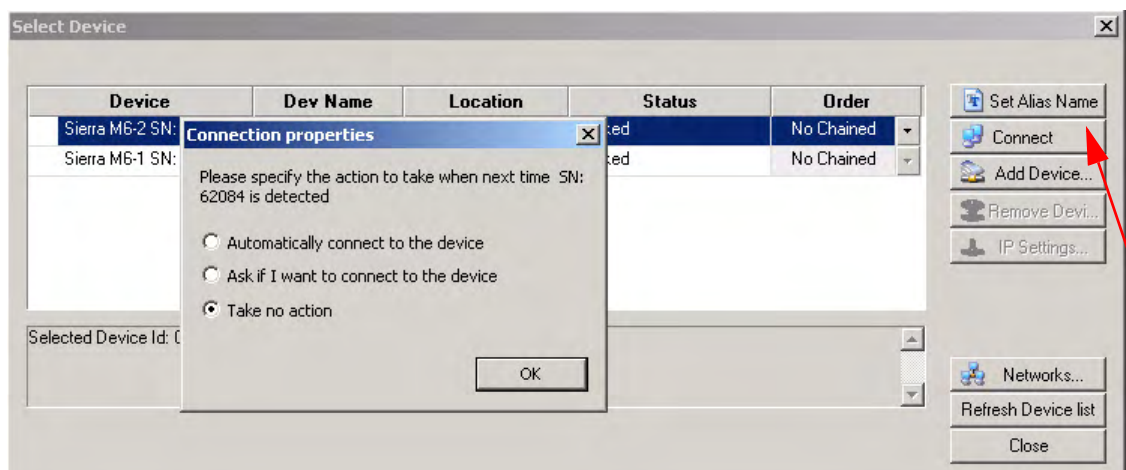 Select Device
Device Dev Name Location Status Order
Sierra M6-2 SN: No Chained
Sierra M6-1 SN: No Chained
Connection properties
Please specify the action to take when next time SN:
62084 is detected
Automatically connect to the device
Ask if I want to connect to the device
Take no action
OK
Selected Device Id:
Set Alias Name
Connect
Add Device...
Remove Devi...
IP Settings...
Networks...
Refresh Device list
Close